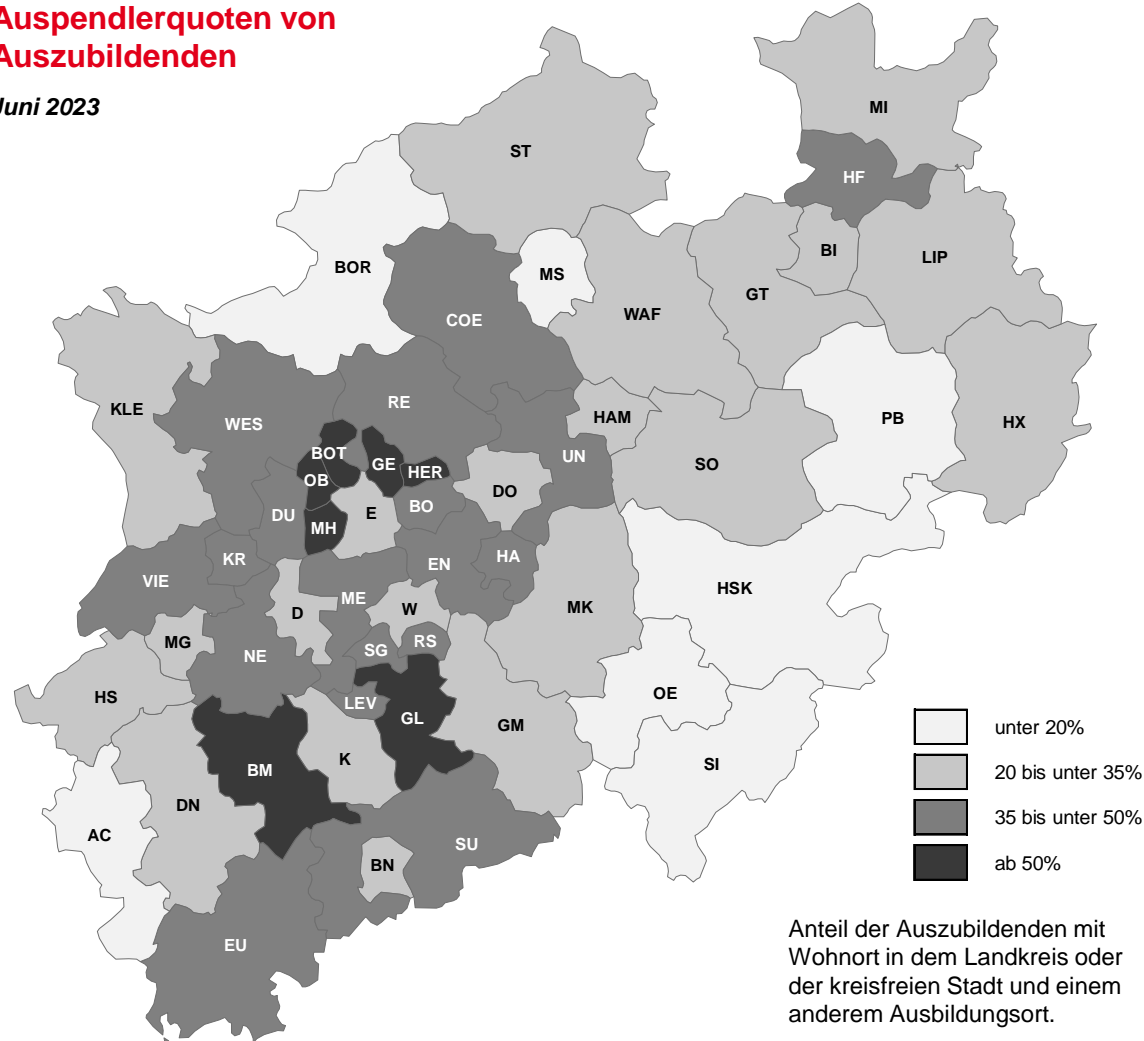 Auspendlerquoten von
Auszubildenden
Juni 2023
MI
ST
HF
BI
LIP
BOR
MS
GT
COE
WAF
KLE
RE
WES
HAM
PB
HX
BOT
GE
HER
UN
SO
OB
DO
DU
E
BO
MH
KR
EN
HA
VIE
HSK
D
ME
W
MK
MG
RS
SG
NE
HS
LEV
OE
GL
GM
K
SI
BM
DN
AC
SU
BN
EU
unter 20%
20 bis unter 35%
35 bis unter 50%
ab 50%
Anteil der Auszubildenden mit
Wohnort in dem Landkreis oder
der kreisfreien Stadt und einem
anderem Ausbildungsort.